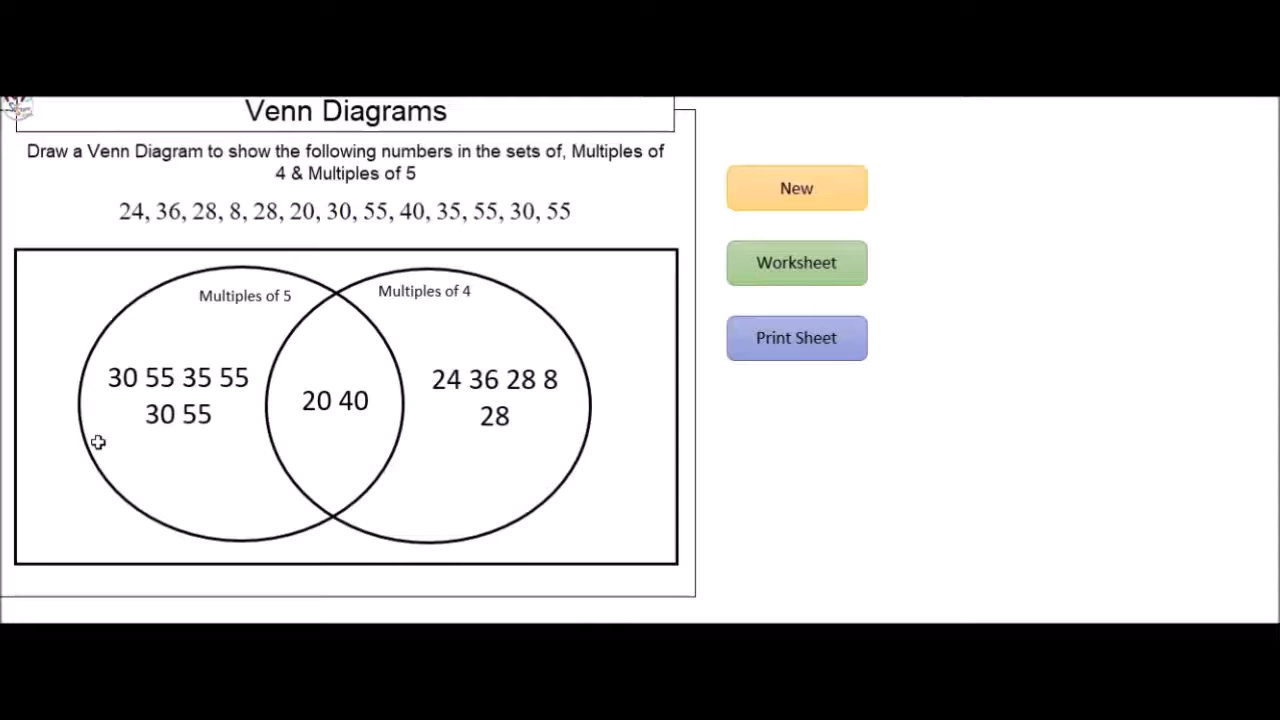 Venn Diagrams
Draw a Venn Diagram to show the following numbers in the sets of, Multiples of
4 & Multiples of 5
24, 36, 28, 8, 28, 20, 30, 55, 40, 35, 55, 30, 55
Multiples of 5
Multiples of 4
30 55 35 55
30 55
20 40
24 36 28 8
28
New
Worksheet
Print Sheet